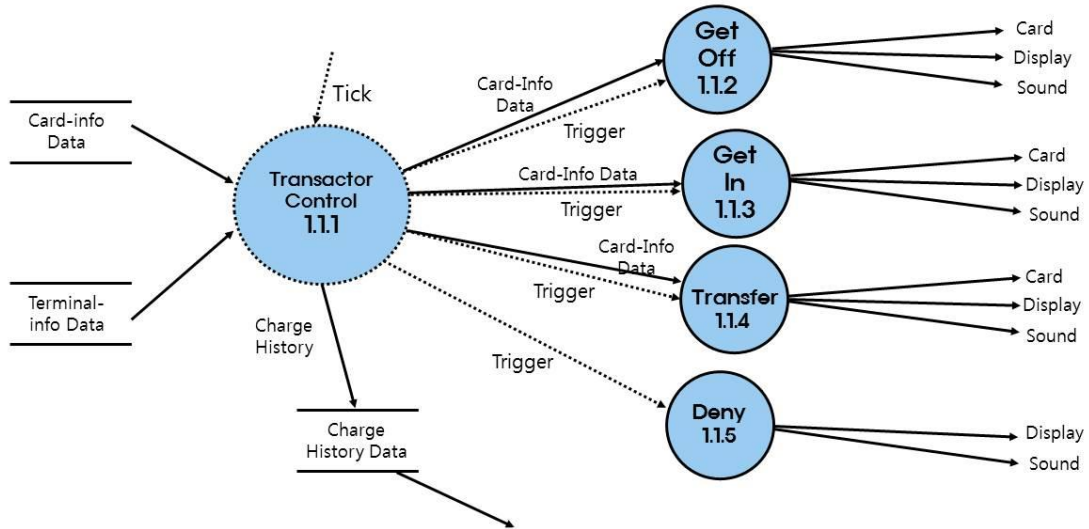 Tick
Card-info
Data
Transactor
Control
1.1.1
Terminal-
info Data
Charge
History
Charge
History Data
Card-Info
Data
Trigger
Get
Off
1.1.2
Card
Display
Sound
Card-Info Data
Trigger
Get
In
1.1.3
Card
Display
Sound
Card-Info
Data
Trigger
Transfer
1.1.4
Card
Display
Sound
Trigger
Deny
1.1.5
Display
Sound